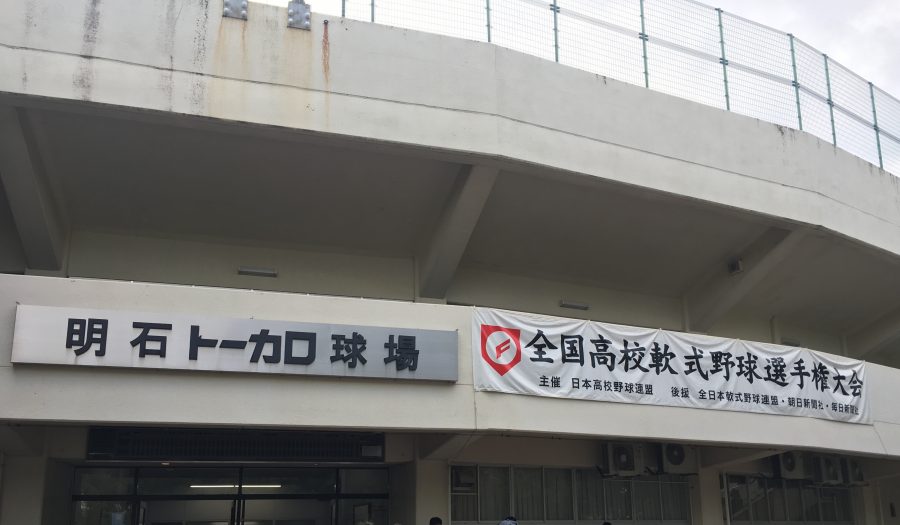 明石トーカロ球場
全国高校軟式野球選手権大会
主催 日本高校野球連盟 後援 全日本軟式野球連盟・朝日新聞社・毎日新聞社